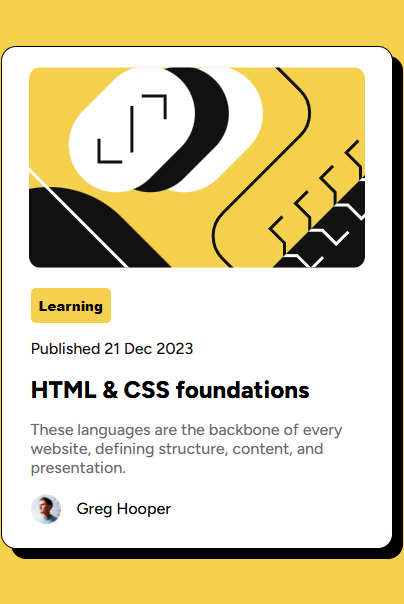 Learning
Published 21 Dec 2023
HTML & CSS foundations
These languages are the backbone of every
website, defining structure, content, and
presentation.
Greg Hooper